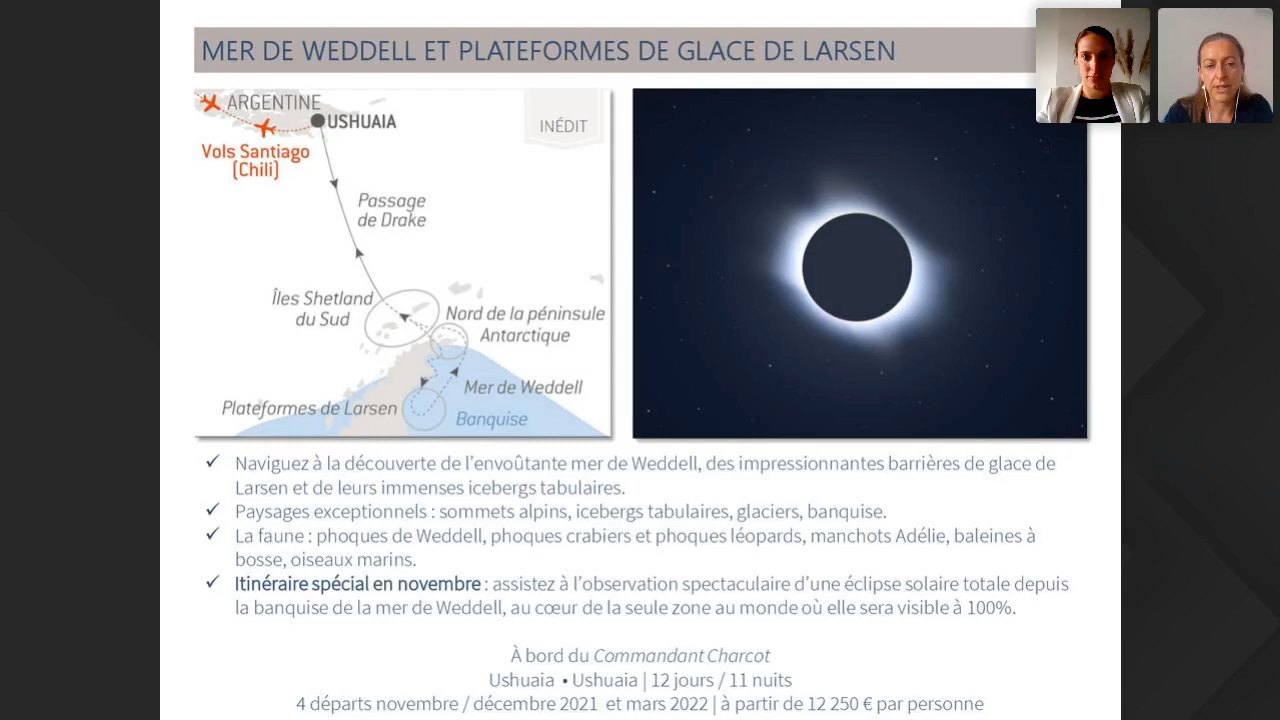 MER DE WEDDELL ET PLATEFORMES DE GLACE DE LARSEN
ARGENTINE
USHUAIA
Vols Santiago
(Chili)
INÉDIT
Passage
de Drake
Îles Shetland
du Sud
Nord de la péninsule
Antarctique
Mer de Weddell
Plateformes de Larsen
Banquise
✓ Naviguez à la découverte de l'envoûtante mer de Weddell, des impressionnantes barrières de glace de
Larsen et de leurs immenses icebergs tabulaires.
✓ Paysages exceptionnels : sommets alpins, icebergs tabulaires, glaciers, banquise.
✓ La faune : phoques de Weddell, phoques crabiers et phoques léopards, manchots Adélie, baleines à
bosse, oiseaux marins.
✓ Itinéraire spécial en novembre : assistez à l'observation spectaculaire d'une éclipse solaire totale depuis
la banquise de la mer de Weddell, au cœur de la seule zone au monde où elle sera visible à 100%.
À bord du Commandant Charcot
Ushuaia • Ushuaia | 12 jours / 11 nuits
4 départs novembre / décembre 2021 et mars 2022 | à partir de 12 250 € par personne